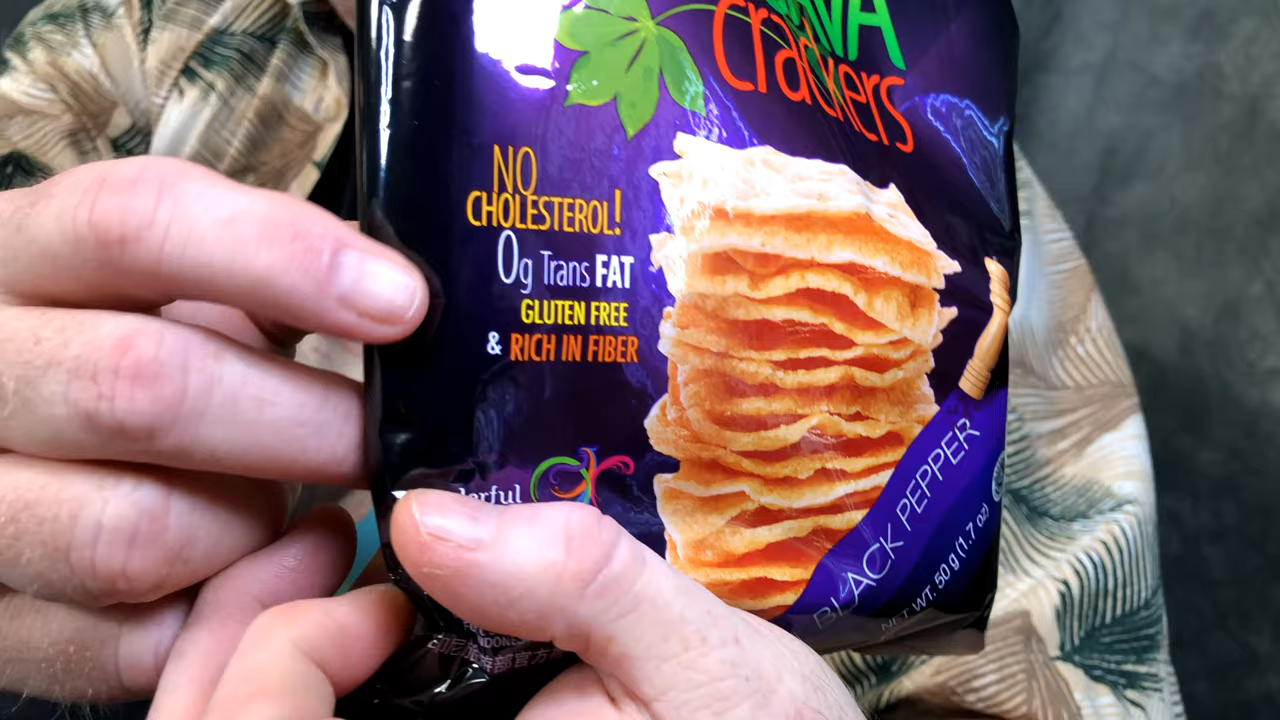 Crackers
NO
CHOLESTEROL!
0g Trans FAT
GLUTEN FREE
& RICH IN FIBER
BLACK PEPPER
NET WT. 50 g (1.7 oz)